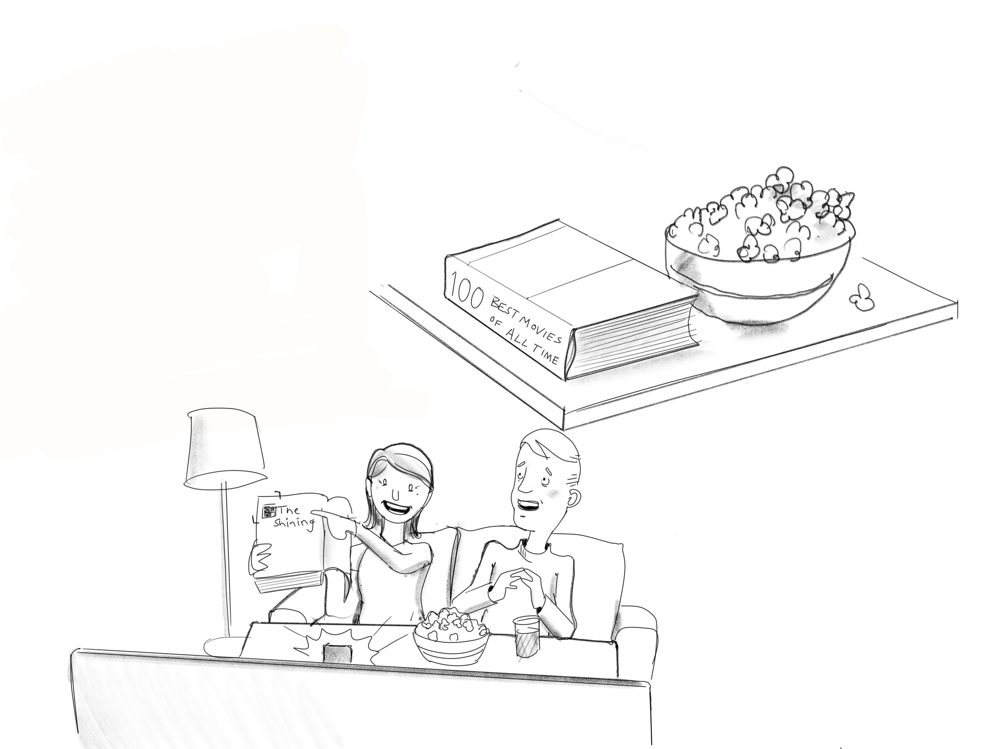 100
BEST MOVIES
OF ALL TIME
The
Shining